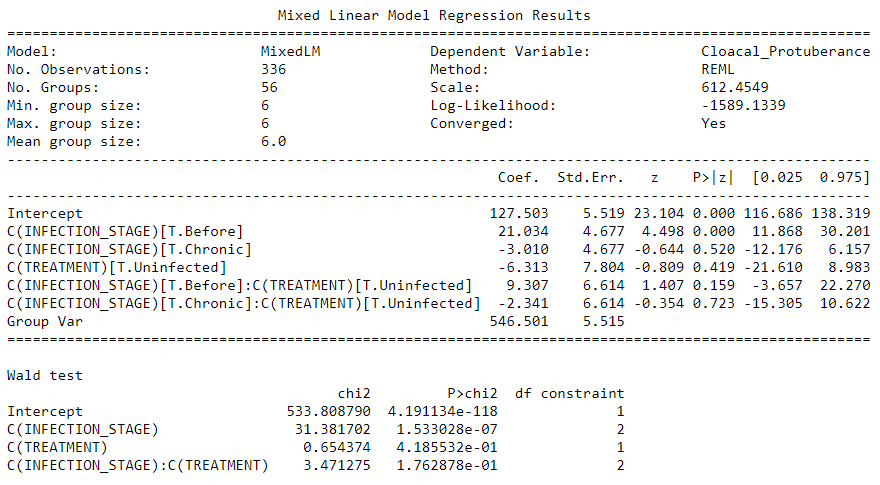 Mixed Linear Model Regression Results
Model: MixedLM Dependent Variable: Cloacal_Protuberance
No. Observations: 336 Method: REML
No. Groups: 56 Scale: 612.4549
Min. group size: 6 Log-Likelihood: -1589.1339
Max. group size: 6 Converged: Yes
Mean group size: 6.0
Coef. Std.Err. z P>|z| [0.025 0.975]
Intercept 127.503 5.519 23.104 0.000 116.686 138.319
C(INFECTION_STAGE)[T.Before] 21.034 4.677 4.498 0.000 11.868 30.201
C(INFECTION_STAGE)[T.Chronic] -3.010 4.677 -0.644 0.520 -12.176 6.157
C(TREATMENT)[T.Uninfected] -6.313 7.804 -0.809 0.419 -21.610 8.983
C(INFECTION_STAGE)[T.Before]:C(TREATMENT)[T.Uninfected] 9.307 6.614 1.407 0.159 -3.657 22.270
C(INFECTION_STAGE)[T.Chronic]:C(TREATMENT)[T.Uninfected] -2.341 6.614 -0.354 0.723 -15.305 10.622
Group Var 546.501 5.515
Wald test
chi2 P>chi2 df constraint
Intercept 533.808790 4.191134e-118 1
C(INFECTION_STAGE) 31.381702 1.533028e-07 2
C(TREATMENT) 0.654374 4.185532e-01 1
C(INFECTION_STAGE):C(TREATMENT) 3.471275 1.762878e-01 2